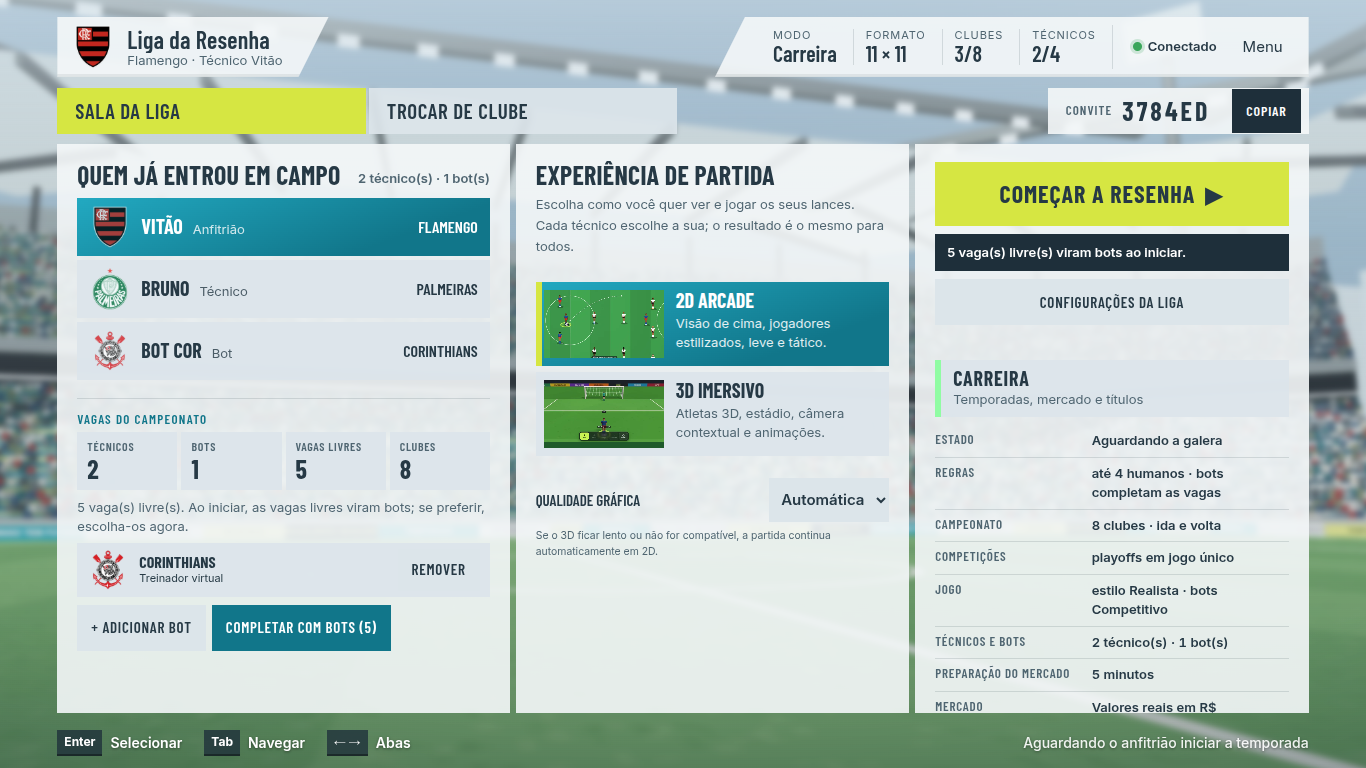 Liga da Resenha
Flamengo · Técnico Vitão
MODO
Carreira
FORMATO
11 × 11
CLUBES
3/8
TÉCNICOS
2/4
Conectado
Menu
SALA DA LIGA
TROCAR DE CLUBE
CONVITE 3784ED COPIAR
QUEM JÁ ENTROU EM CAMPO
2 técnico(s) · 1 bot(s)
VITÃO Anfitrião FLAMENGO
BRUNO Técnico PALMEIRAS
BOT COR Bot CORINTHIANS
VAGAS DO CAMPEONATO
TÉCNICOS
2
BOTS
1
VAGAS LIVRES
5
CLUBES
8
5 vaga(s) livre(s). Ao iniciar, as vagas livres viram bots; se preferir,
escolha-os agora.
CORINTHIANS
Treinador virtual
REMOVER
+ ADICIONAR BOT
COMPLETAR COM BOTS (5)
EXPERIÊNCIA DE PARTIDA
Escolha como você quer ver e jogar os seus lances.
Cada técnico escolhe a sua; o resultado é o mesmo para
todos.
2D ARCADE
Visão de cima, jogadores
estilizados, leve e tático.
3D IMERSIVO
Atletas 3D, estádio, câmera
contextual e animações.
QUALIDADE GRÁFICA
Automática
Se o 3D ficar lento ou não for compatível, a partida continua
automaticamente em 2D.
COMEÇAR A RESENHA ▶
5 vaga(s) livre(s) viram bots ao iniciar.
CONFIGURAÇÕES DA LIGA
CARREIRA
Temporadas, mercado e títulos
ESTADO Aguardando a galera
REGRAS até 4 humanos · bots
completam as vagas
CAMPEONATO 8 clubes · ida e volta
COMPETIÇÕES playoffs em jogo único
JOGO estilo Realista · bots
Competitivo
TÉCNICOS E BOTS 2 técnico(s) · 1 bot(s)
PREPARAÇÃO DO MERCADO 5 minutos
MERCADO Valores reais em R$
Enter Selecionar
Tab Navegar
←→ Abas
Aguardando o anfitrião iniciar a temporada